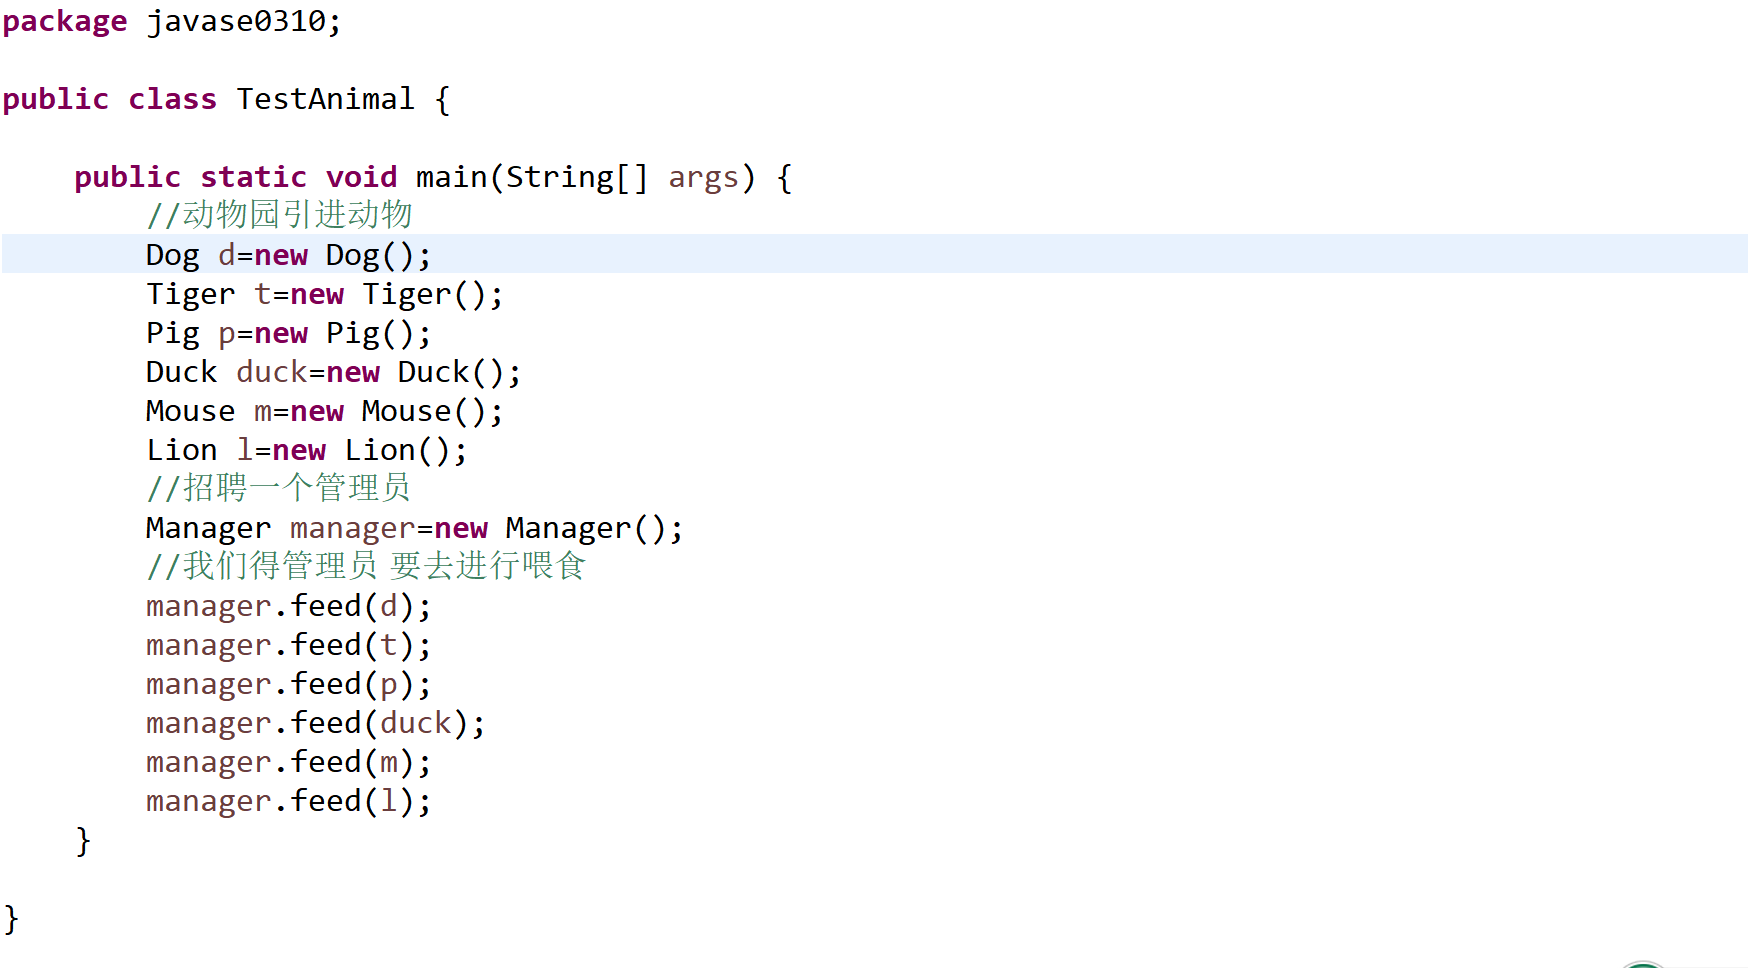 package javase0310;
public class TestAnimal {
public static void main(String[] args) {
//动物园引进动物
Dog d=new Dog();
Tiger t=new Tiger();
Pig p=new Pig();
Duck duck=new Duck();
Mouse m=new Mouse();
Lion l=new Lion();
//招聘一个管理员
Manager manager=new Manager();
//我们得管理员 要去进行喂食
manager.feed(d);
manager.feed(t);
manager.feed(p);
manager.feed(duck);
manager.feed(m);
manager.feed(l);
}
}